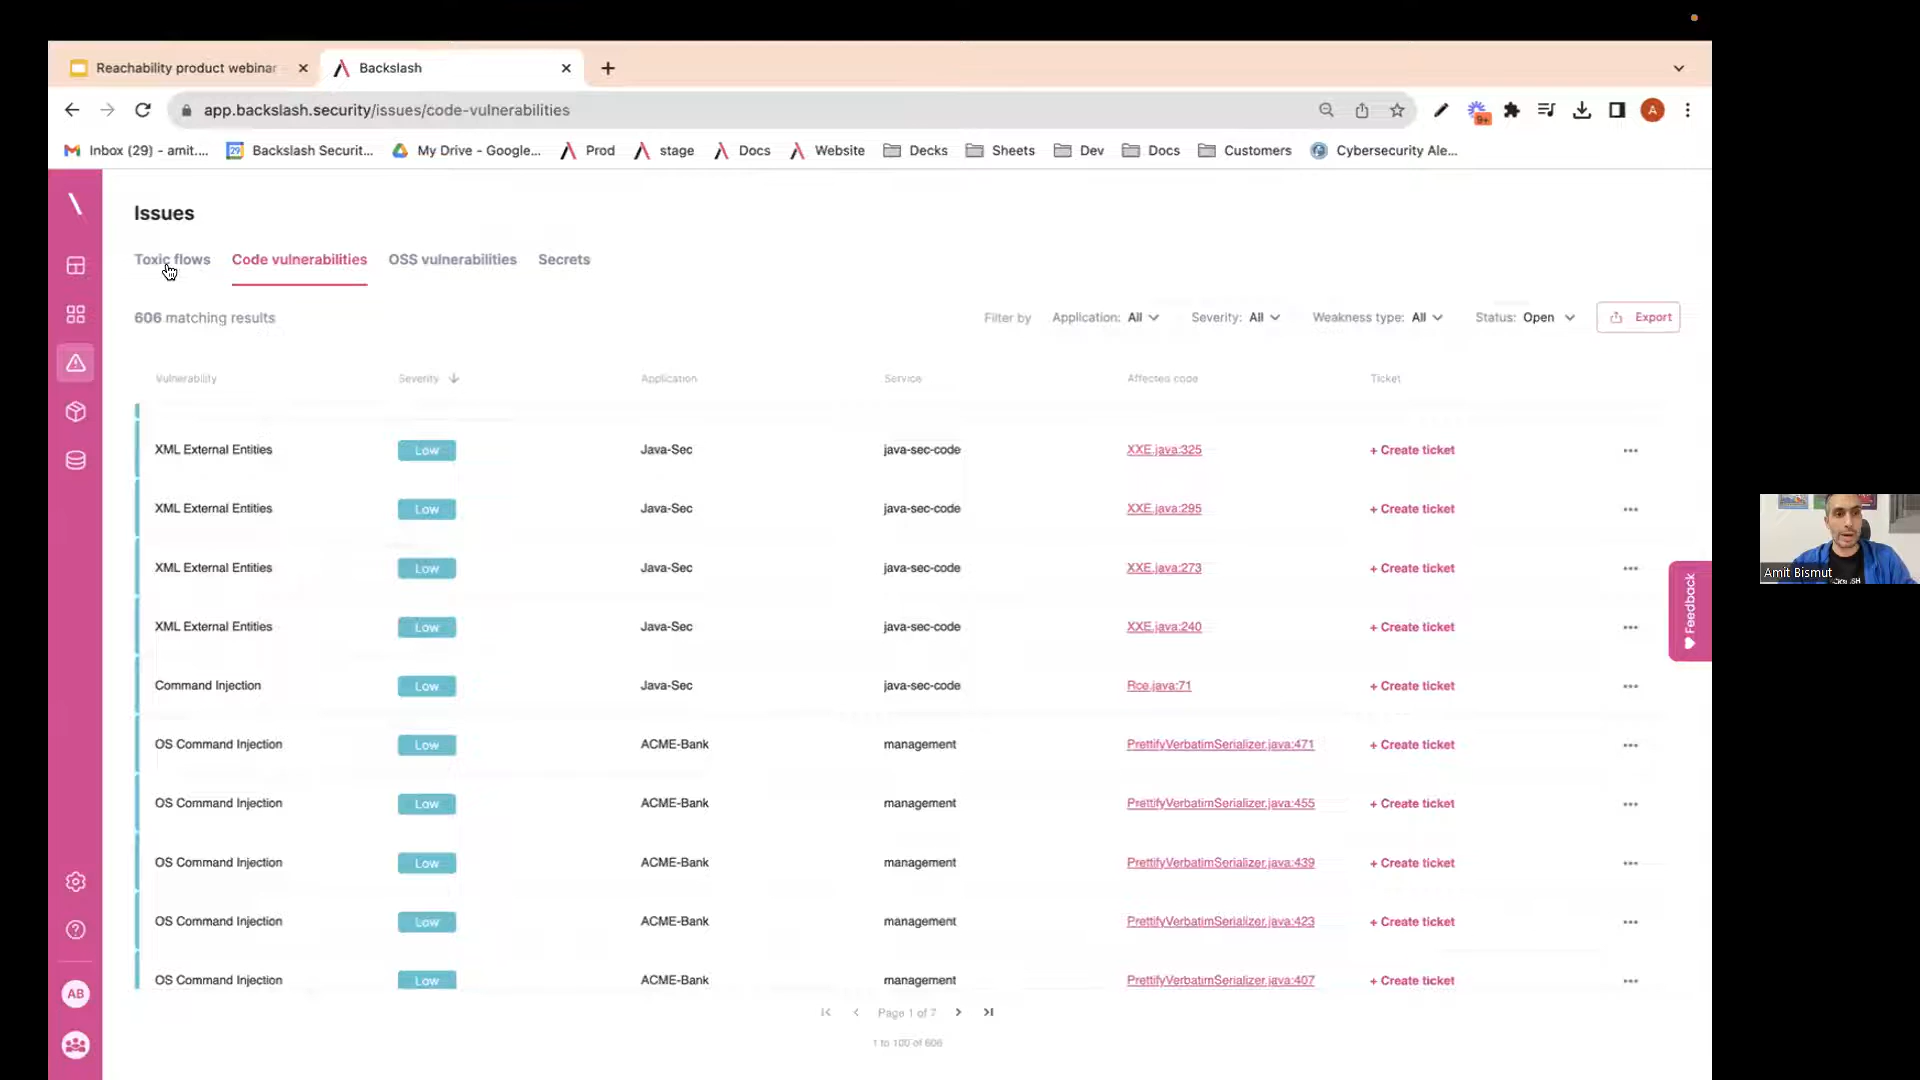 Reachability product webinar
Backslash
app.backslash.security/issues/code-vulnerabilities
9+
A
Inbox (29) - amit....
29
Backslash Securit...
My Drive - Google...
Prod
stage
Docs
Website
Decks
Sheets
Dev
Docs
Customers
Cybersecurity Ale...
Issues
Toxic flows
Code vulnerabilities
OSS vulnerabilities
Secrets
606 matching results
Filter by
Application: All
Severity: All
Weakness type: All
Status: Open
Export
Vulnerability Severity Application Service Affected code Ticket
XML External Entities Low Java-Sec java-sec-code XXE.java:325 + Create ticket
XML External Entities Low Java-Sec java-sec-code XXE.java:295 + Create ticket
XML External Entities Low Java-Sec java-sec-code XXE.java:273 + Create ticket
XML External Entities Low Java-Sec java-sec-code XXE.java:240 + Create ticket
Command Injection Low Java-Sec java-sec-code Rce.java:71 + Create ticket
OS Command Injection Low ACME-Bank management PrettifyVerbatimSerializer.java:471 + Create ticket
OS Command Injection Low ACME-Bank management PrettifyVerbatimSerializer.java:455 + Create ticket
OS Command Injection Low ACME-Bank management PrettifyVerbatimSerializer.java:439 + Create ticket
OS Command Injection Low ACME-Bank management PrettifyVerbatimSerializer.java:423 + Create ticket
OS Command Injection Low ACME-Bank management PrettifyVerbatimSerializer.java:407 + Create ticket
Page 1 of 7
1 to 100 of 606
AB
Feedback
Amit Bismut